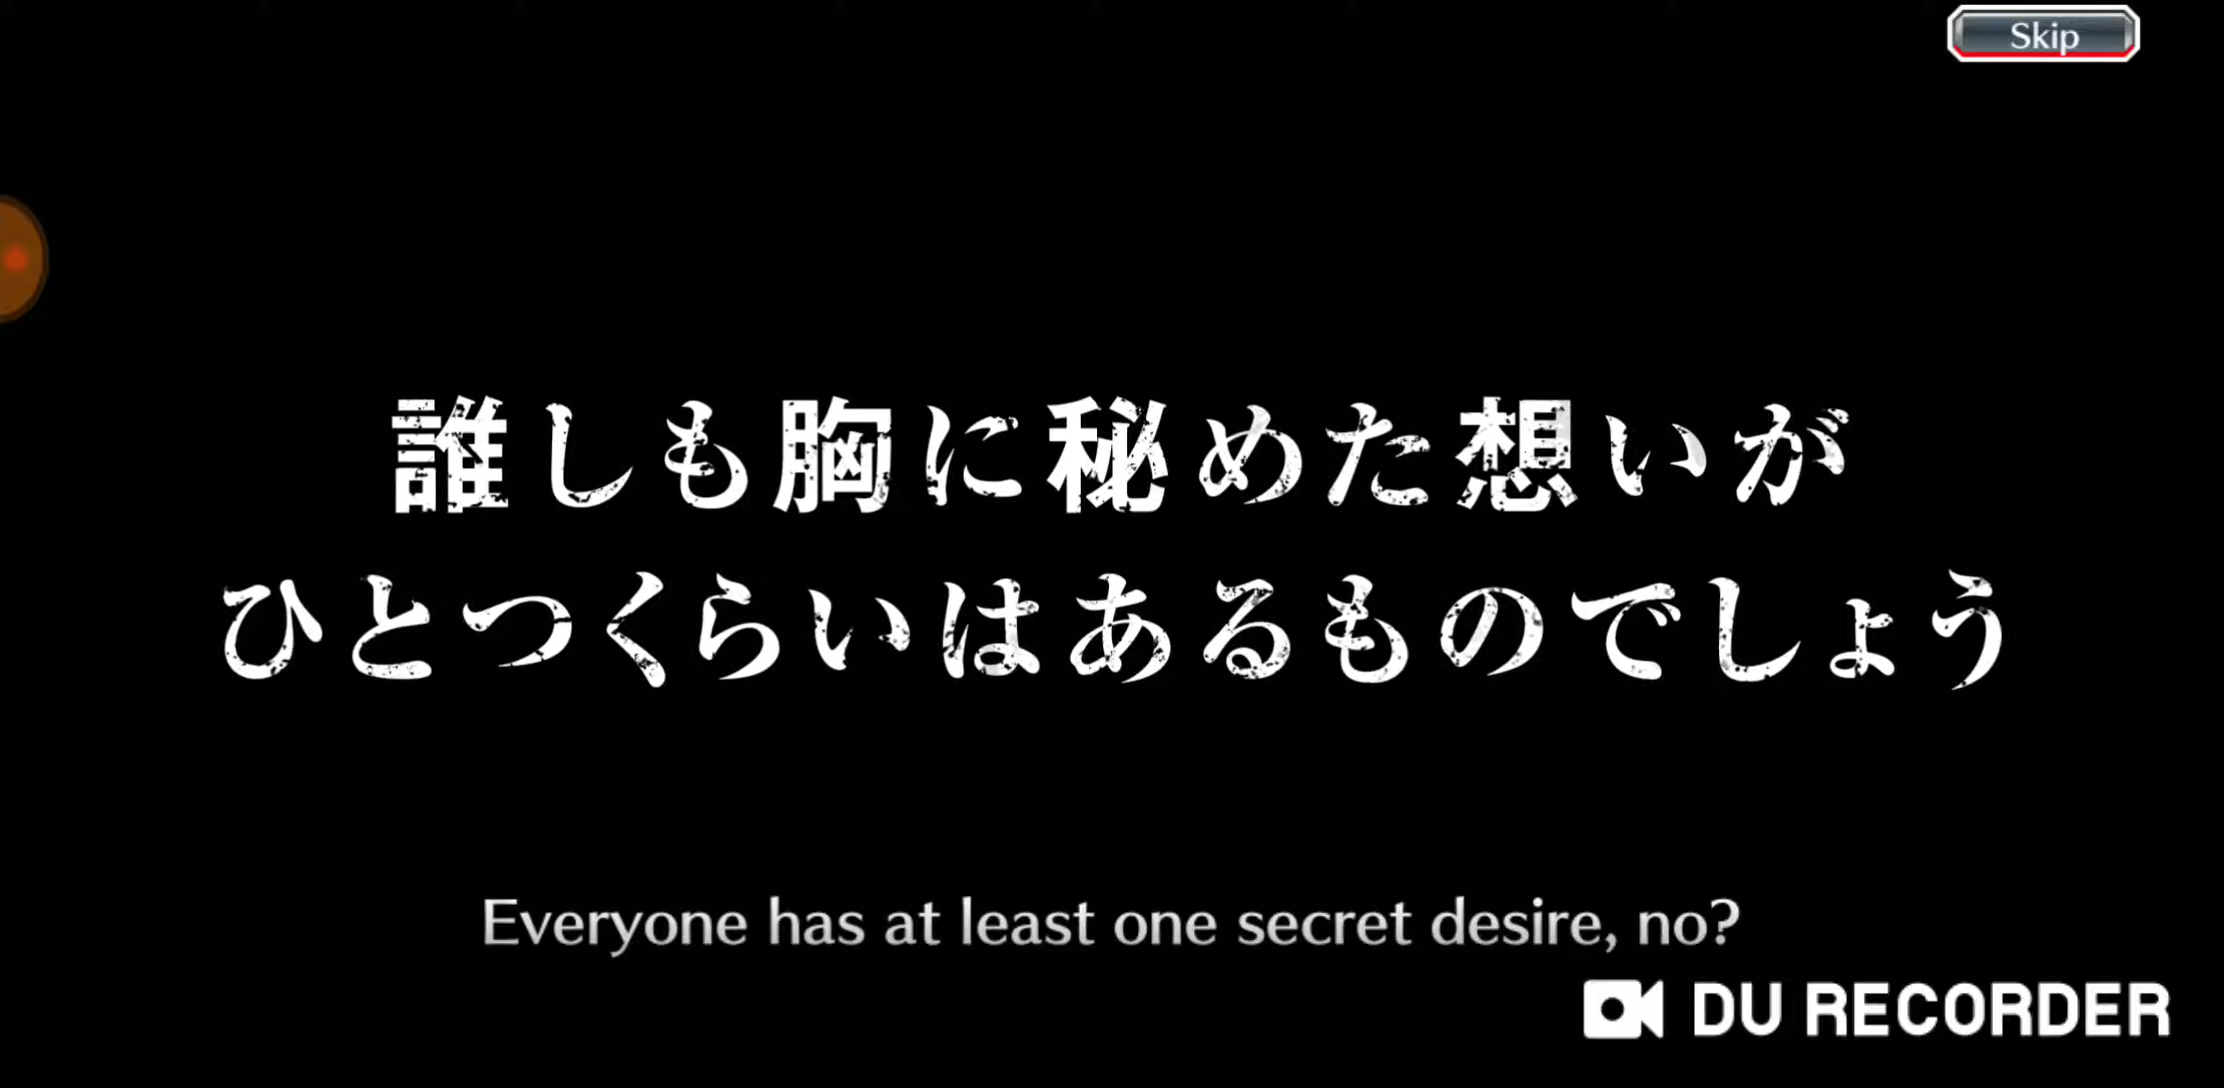 Skip
誰しも胸に秘めた想いが
ひとつくらいはあるものでしょう
Everyone has at least one secret desire, no?
DU RECORDER